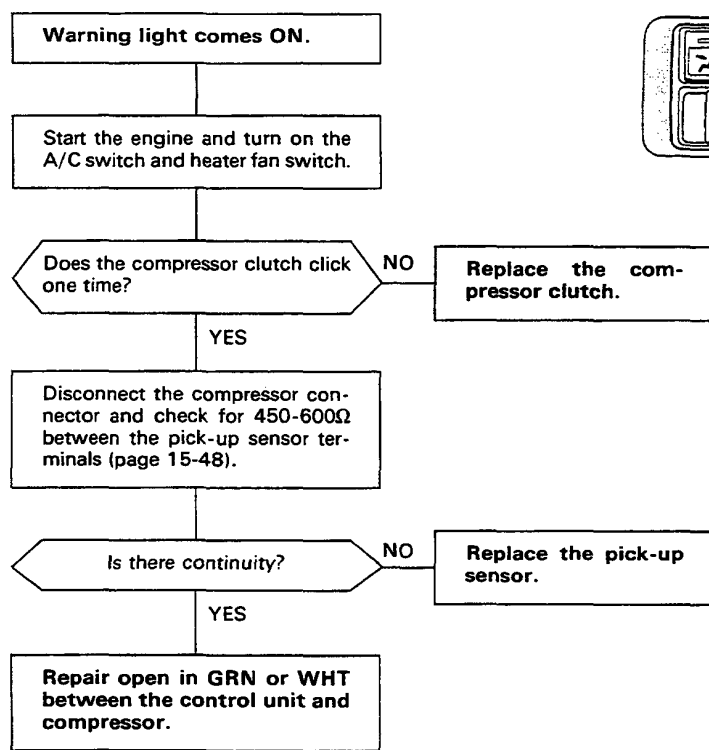 Warning light comes ON.
Start the engine and turn on the
A/C switch and heater fan switch.
Does the compressor clutch click
one time?
NO
Replace the com-
pressor clutch.
YES
Disconnect the compressor con-
nector and check for 450-600Ω
between the pick-up sensor ter-
minals (page 15-48).
Is there continuity?
NO
Replace the pick-up
sensor.
YES
Repair open in GRN or WHT
between the control unit and
compressor.